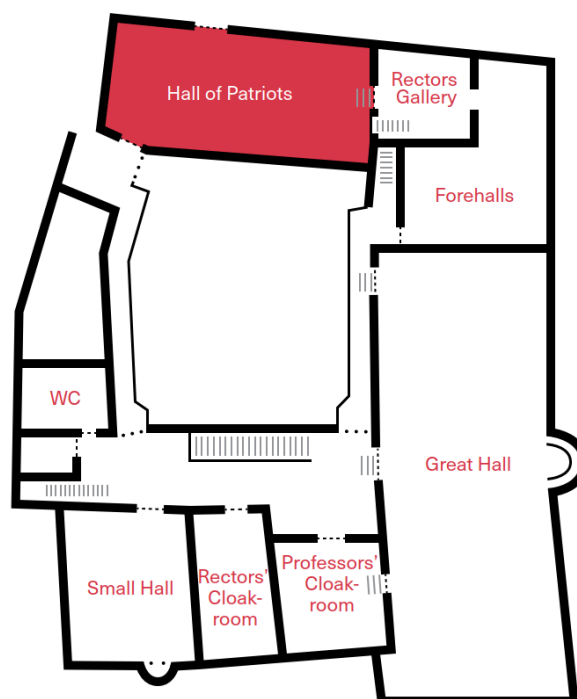 Hall of Patriots
Rectors
Gallery
Forehalls
WC
Great Hall
Small Hall
Rectors'
Cloak-
room
Professors'
Cloak-
room